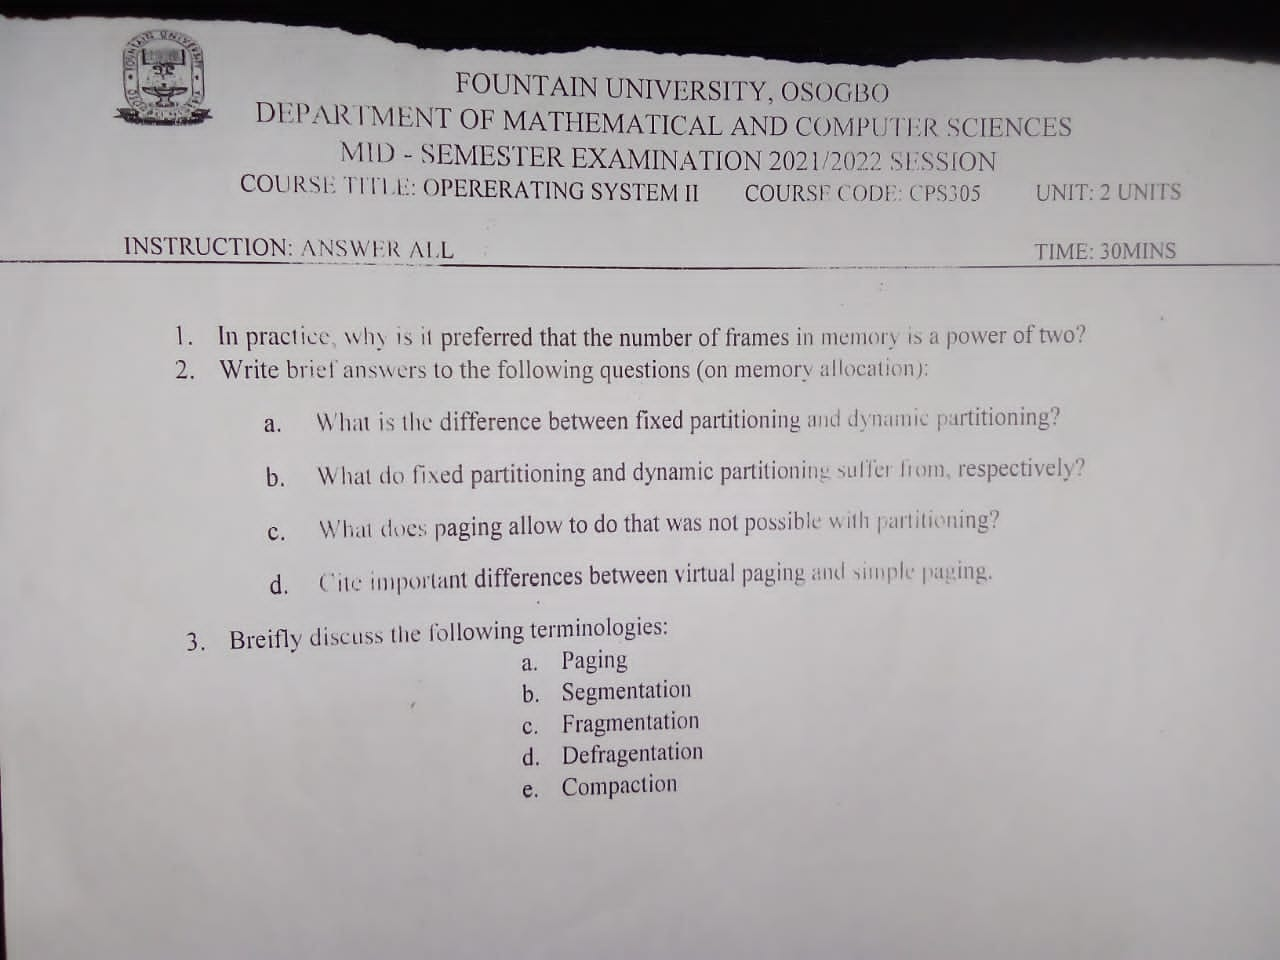 FOUNTAIN UNIVERSITY, OSOGBO
DEPARTMENT OF MATHEMATICAL AND COMPUTER SCIENCES
MID - SEMESTER EXAMINATION 2021/2022 SESSION
COURSE TITLE: OPERERATING SYSTEM II COURSE CODE: CPS305 UNIT: 2 UNITS
INSTRUCTION: ANSWER ALL TIME: 30MINS
1. In practice, why is it preferred that the number of frames in memory is a power of two?
2. Write brief answers to the following questions (on memory allocation):
a. What is the difference between fixed partitioning and dynamic partitioning?
b. What do fixed partitioning and dynamic partitioning suffer from, respectively?
c. What does paging allow to do that was not possible with partitioning?
d. Cite important differences between virtual paging and simple paging.
3. Breifly discuss the following terminologies:
a. Paging
b. Segmentation
c. Fragmentation
d. Defragentation
e. Compaction